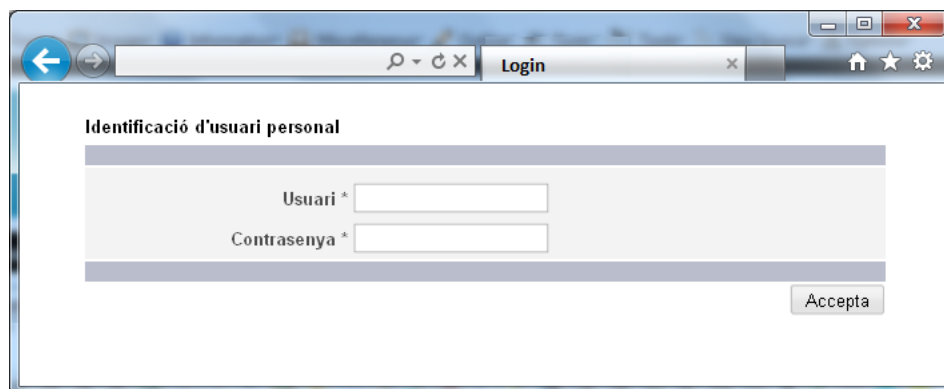 Login
Identificació d'usuari personal
Usuari *
Contrasenya *
Accepta